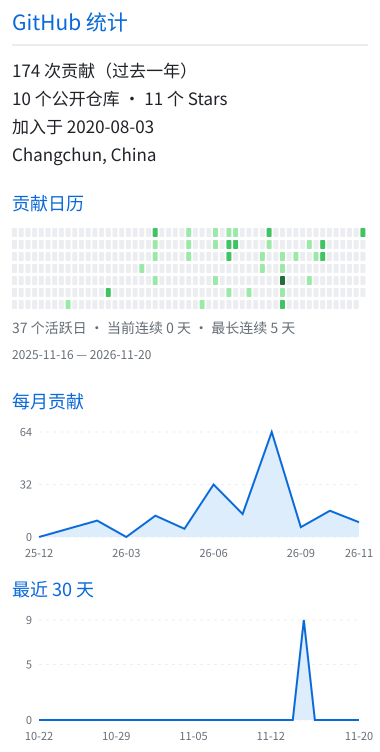 GitHub 统计
174 次贡献（过去一年）
10 个公开仓库 · 11 个 Stars
加入于 2020-08-03
Changchun, China
贡献日历
37 个活跃日 · 当前连续 0 天 · 最长连续 5 天
2025-11-16 — 2026-11-20
每月贡献
64
32
0
25-12 26-03 26-06 26-09 26-11
最近 30 天
9
5
0
10-22 10-29 11-05 11-12 11-20